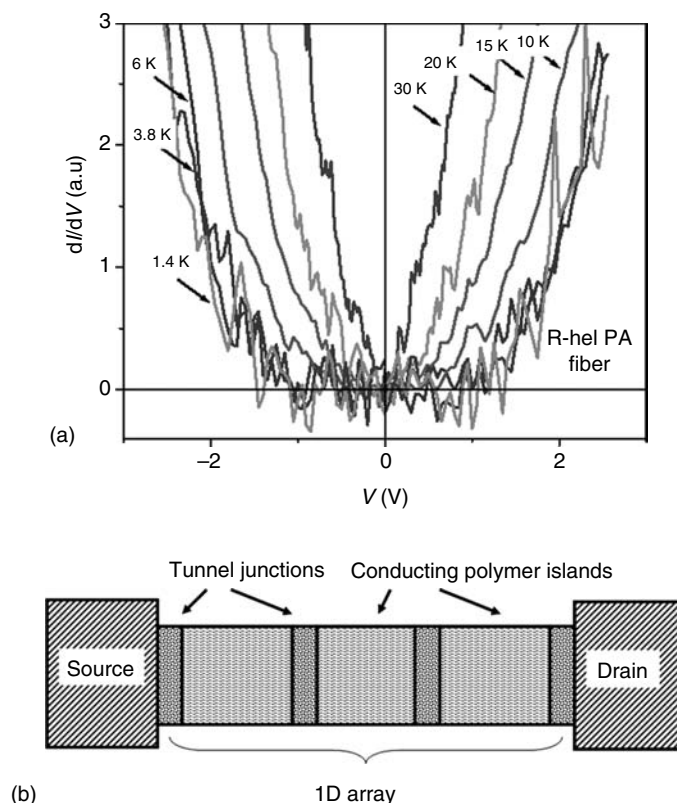 3
2
1
0
dI/dV (a.u)
6 K
3.8 K
1.4 K
30 K
20 K
15 K
10 K
R-hel PA
fiber
(a)
–2
0
2
V (V)
Tunnel junctions
Conducting polymer islands
Source
Drain
(b)
1D array